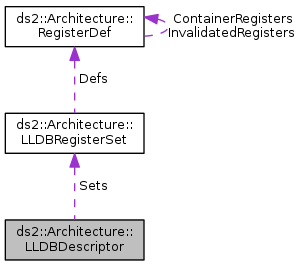 ds2::Architecture::
RegisterDef
ContainerRegisters
InvalidatedRegisters
Defs
ds2::Architecture::
LLDBRegisterSet
Sets
ds2::Architecture::
LLDBDescriptor